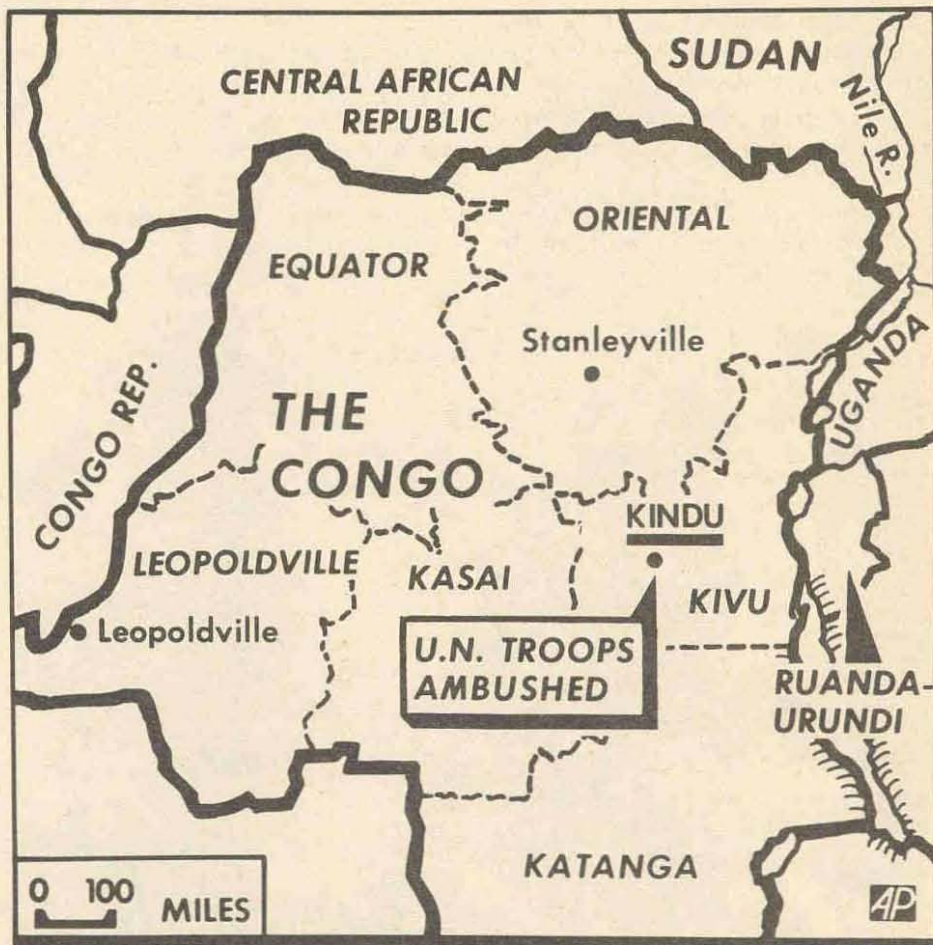 SUDAN
CENTRAL AFRICAN
REPUBLIC
Nile R.
ORIENTAL
EQUATOR
Stanleyville
UGANDA
CONGO REP.
THE
CONGO
KINDU
LEOPOLDVILLE
KASAI
KIVU
Leopoldville
U.N. TROOPS
AMBUSHED
RUANDA-
URUNDI
KATANGA
0 100
MILES
AP